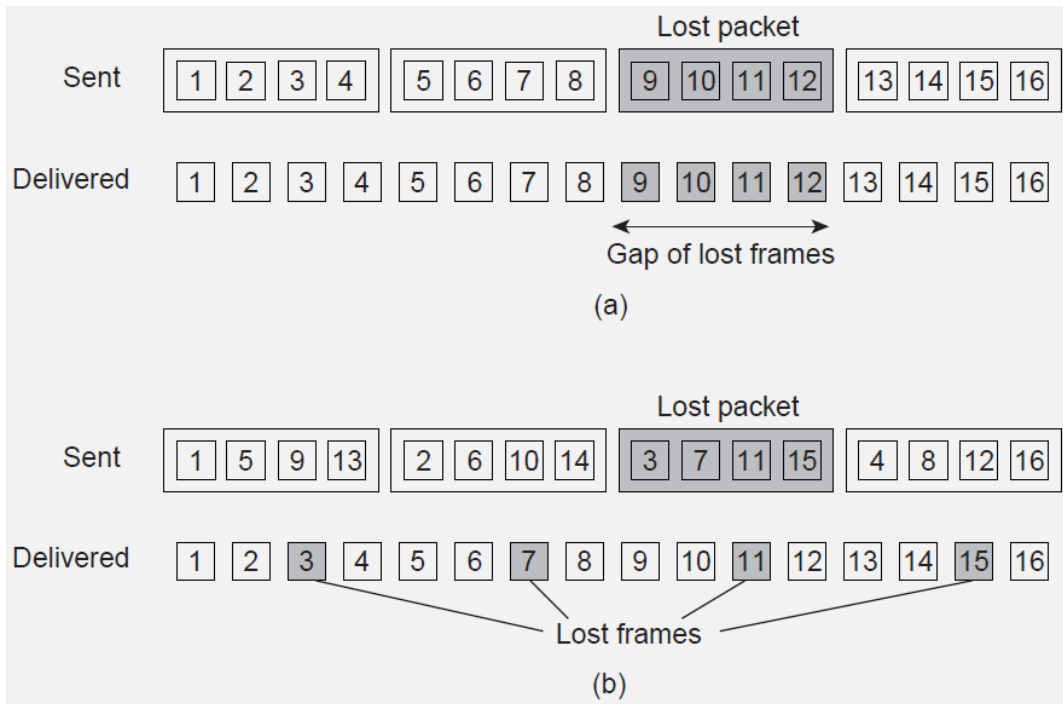 Lost packet
Sent 1 2 3 4 5 6 7 8 9 10 11 12 13 14 15 16
Delivered 1 2 3 4 5 6 7 8 9 10 11 12 13 14 15 16
Gap of lost frames
(a)
Lost packet
Sent 1 5 9 13 2 6 10 14 3 7 11 15 4 8 12 16
Delivered 1 2 3 4 5 6 7 8 9 10 11 12 13 14 15 16
Lost frames
(b)